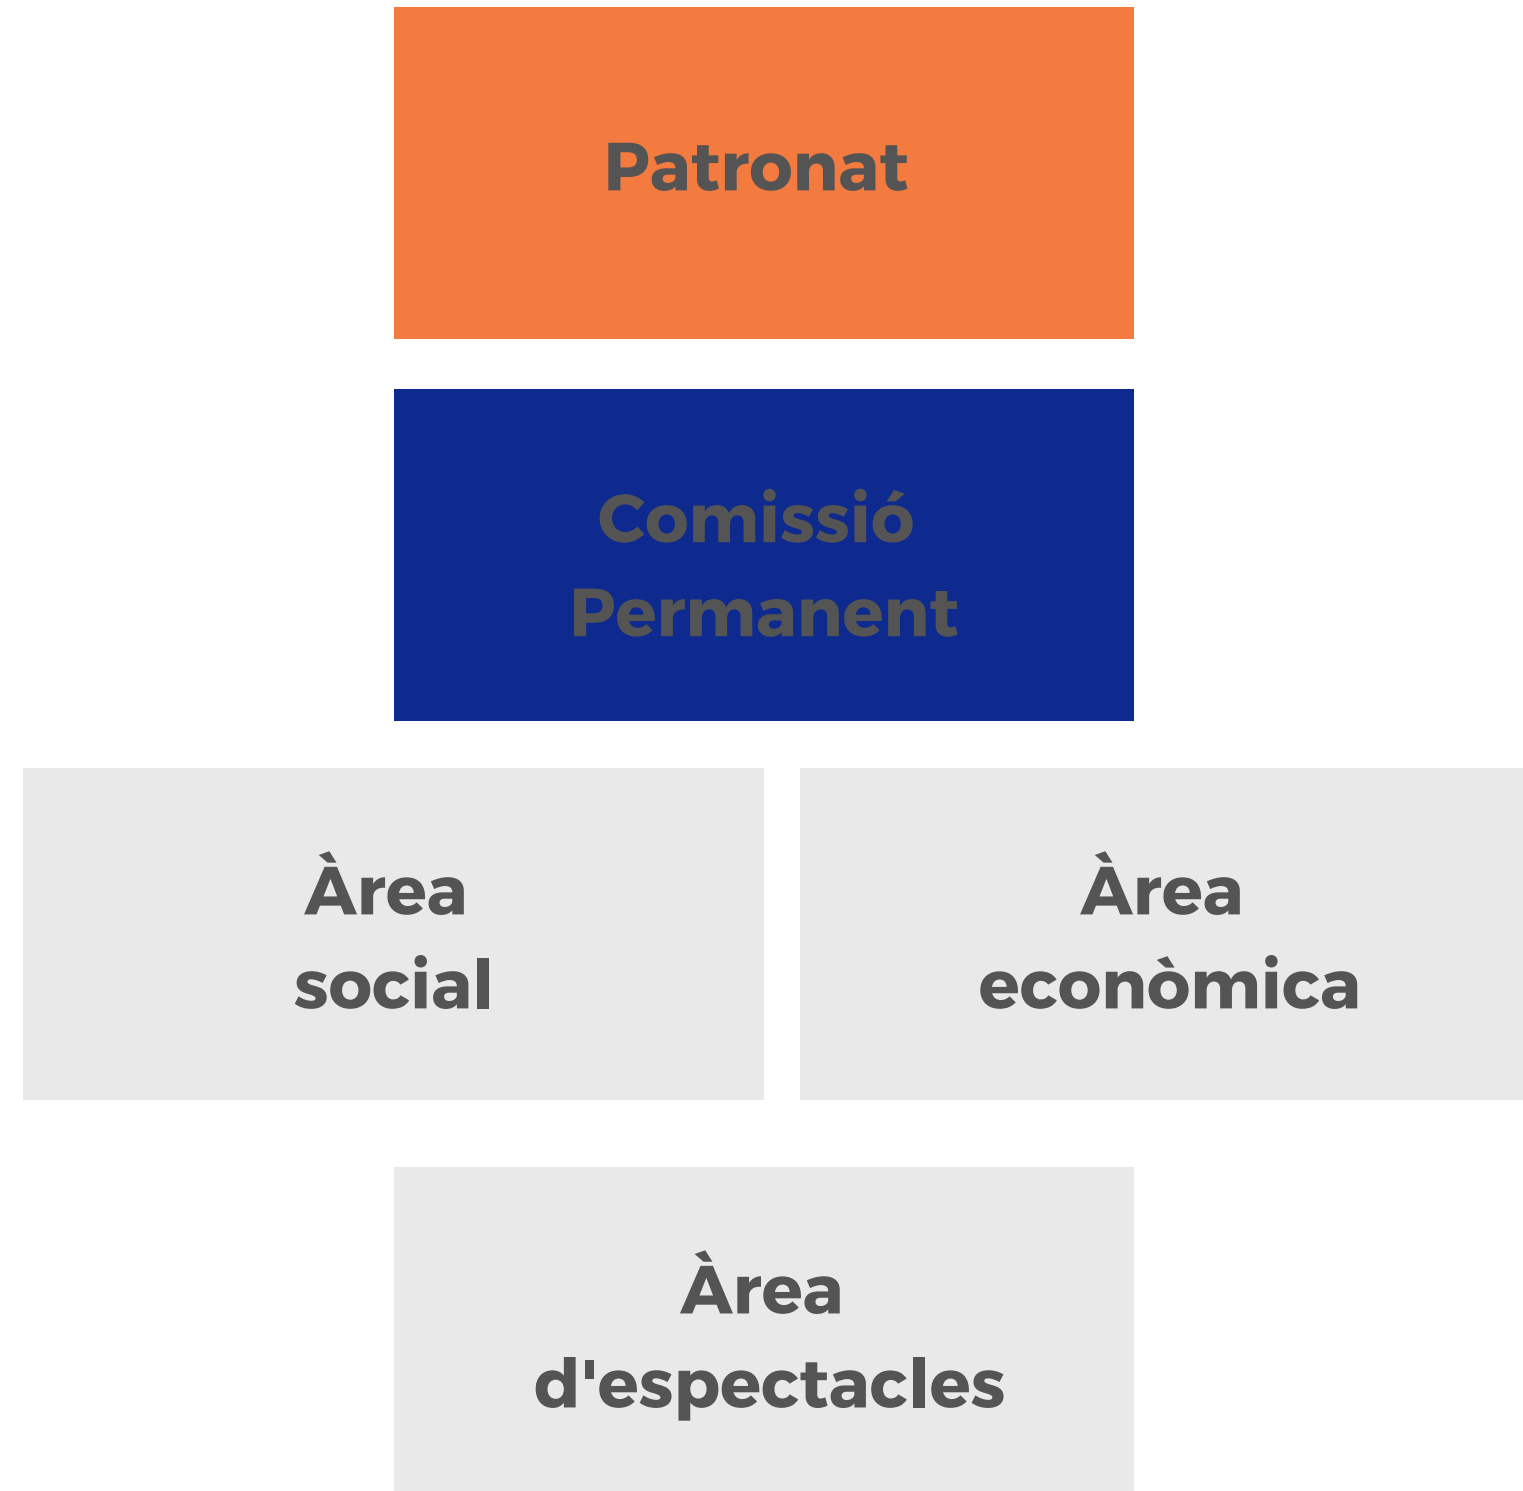 Patronat
Comissió
Permanent
Àrea
social
Àrea
econòmica
Àrea
d'espectacles